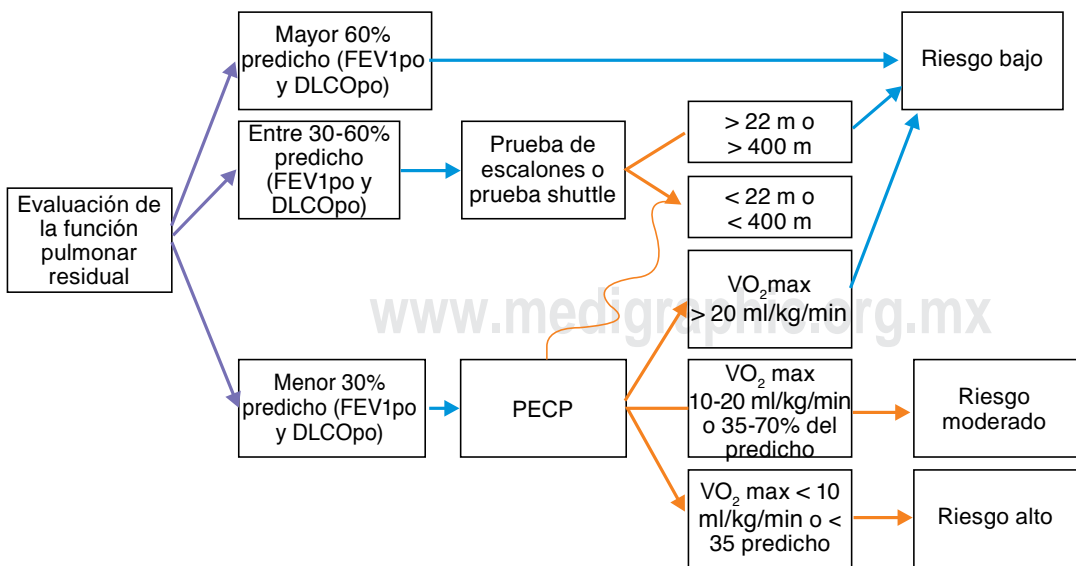 Evaluación de
la función
pulmonar
residual
Mayor 60%
predicho (FEV1po
y DLCOpo)
Entre 30-60%
predicho
(FEV1po y
DLCOpo)
Menor 30%
predicho (FEV1po
y DLCOpo)
Prueba de
escalones o
prueba shuttle
PECP
> 22 m o
> 400 m
< 22 m o
< 400 m
VO₂max
> 20 ml/kg/min
VO₂ max
10-20 ml/kg/min
o 35-70% del
predicho
VO₂ max < 10
ml/kg/min o <
35 predicho
Riesgo bajo
Riesgo
moderado
Riesgo alto
www.medigraphic.org.mx